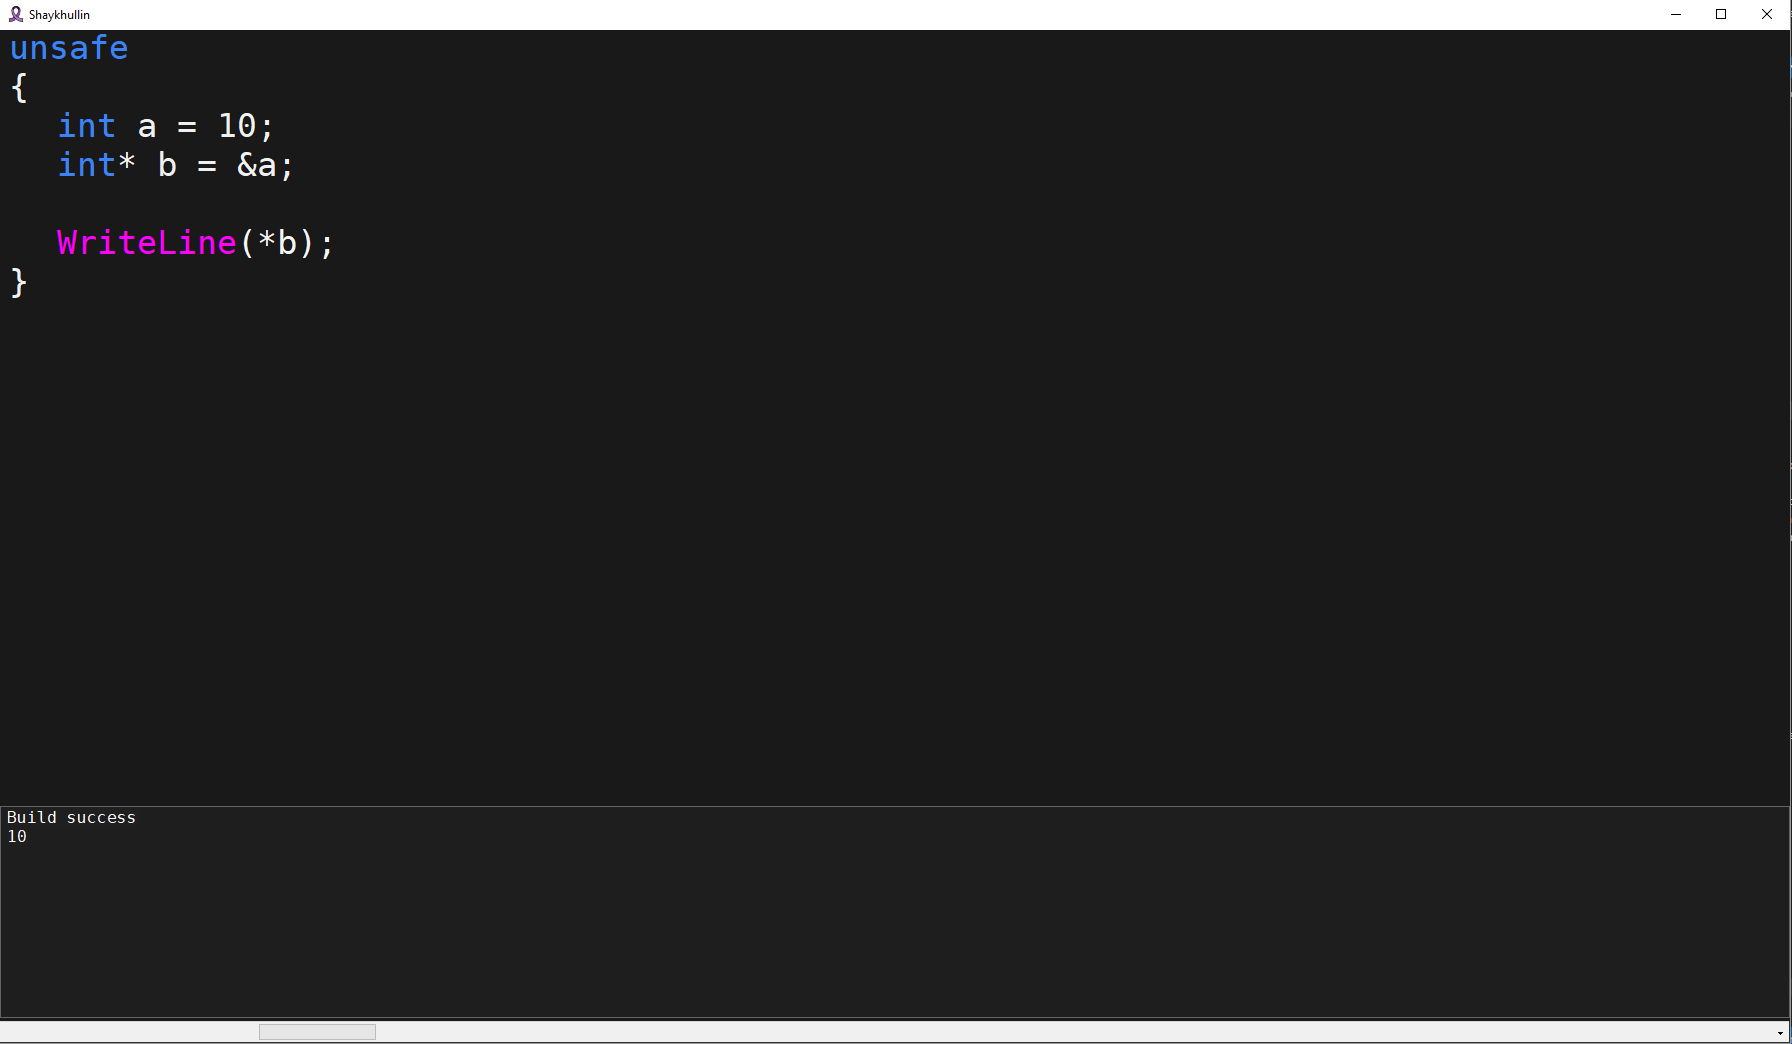 Shaykhullin
unsafe
{
int a = 10;
int* b = &a;
WriteLine(*b);
}
Build success
10